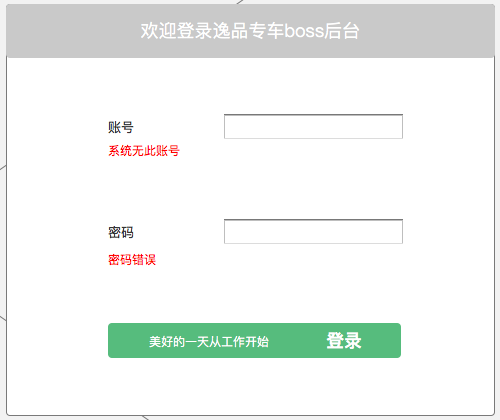 欢迎登录逸品专车boss后台
账号
系统无此账号
密码
密码错误
美好的一天从工作开始 登录